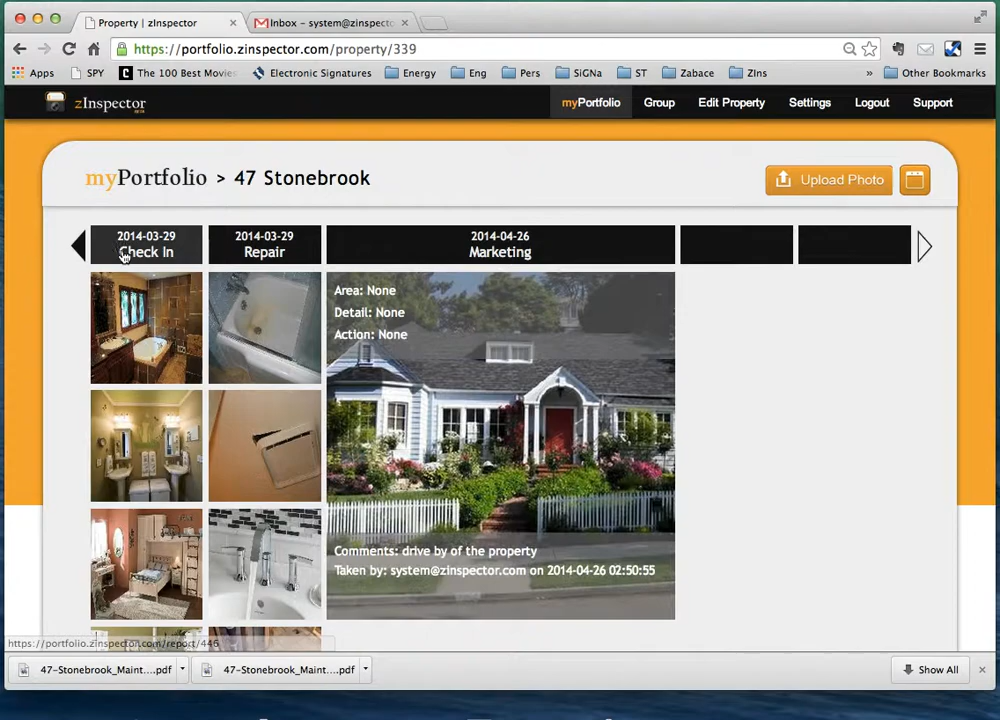 Property | zInspector
Inbox – system@zinspecto
https://portfolio.zinspector.com/property/339
Apps
SPY
The 100 Best Movies
Electronic Signatures
Energy
Eng
Pers
SiGNa
ST
Zabace
ZIns
»
Other Bookmarks
zInspector
BETA
myPortfolio
Group
Edit Property
Settings
Logout
Support
myPortfolio > 47 Stonebrook
Upload Photo
2014-03-29
Check In
2014-03-29
Repair
2014-04-26
Marketing
Area: None
Detail: None
Action: None
Comments: drive by of the property
Taken by: system@zinspector.com on 2014-04-26 02:50:55
https://portfolio.zinspector.com/report/446
47-Stonebrook_Maint....pdf
47-Stonebrook_Maint....pdf
Show All